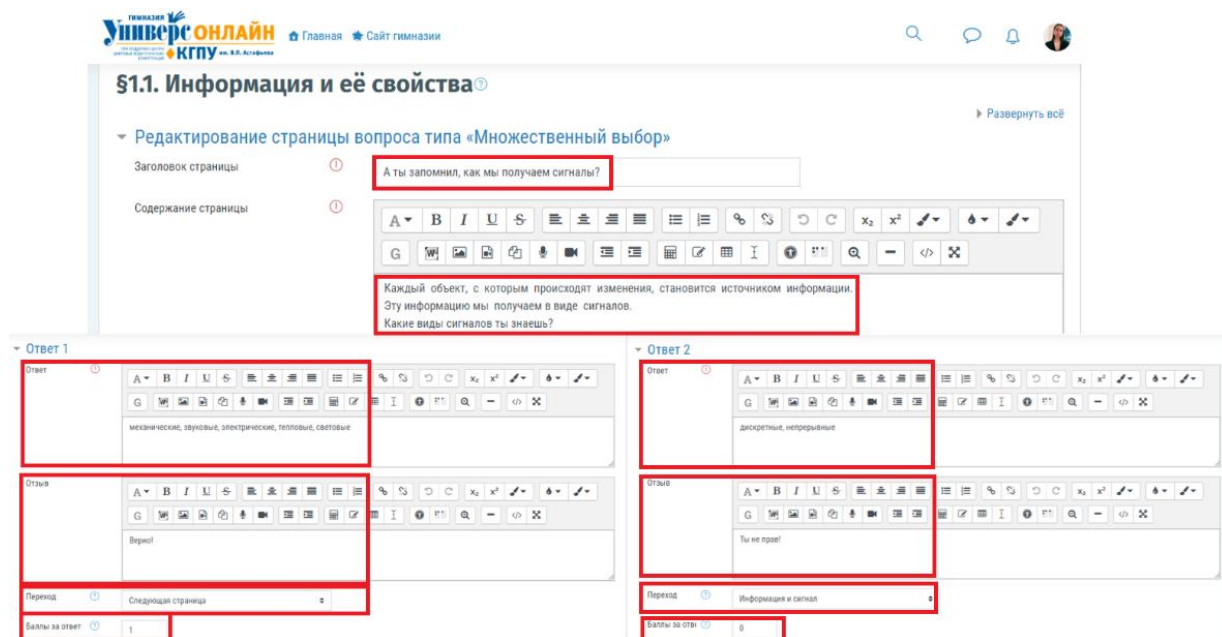 ГИМНАЗИЯ
Универс ОНЛАЙН
КГПУ им. В.П. Астафьева
Главная Сайт гимназии
§1.1. Информация и её свойства
Развернуть всё
Редактирование страницы вопроса типа «Множественный выбор»
Заголовок страницы
А ты запомнил, как мы получаем сигналы?
Содержание страницы
Каждый объект, с которым происходят изменения, становится источником информации.
Эту информацию мы получаем в виде сигналов.
Какие виды сигналов ты знаешь?
Ответ 1
Ответ
механические, звуковые, электрические, тепловые, световые
Отзыв
Верно!
Переход
Следующая страница
Баллы за ответ
1
Ответ 2
Ответ
дискретные, непрерывные
Отзыв
Ты не прав!
Переход
Информация и сигнал
Баллы за отве
0